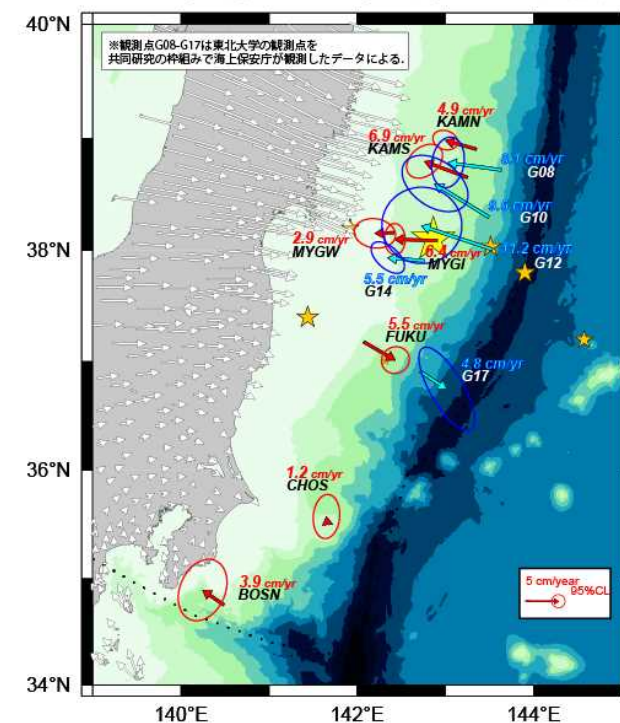 40°N
※観測点G08-G17は東北大学の観測点を
共同研究の枠組みで海上保安庁が観測したデータによる.
4.9 cm/yr
KAMN
6.9 cm/yr
KAMS
G08
G10
38°N
2.9 cm/yr
MYGW
6.4 cm/yr
MYGI
11.2 cm/yr
G12
5.5 cm/yr
G14
5.5 cm/yr
FUKU
4.8 cm/yr
G17
36°N
1.2 cm/yr
CHOS
3.9 cm/yr
BOSN
5 cm/year
95%CL
34°N
140°E
142°E
144°E